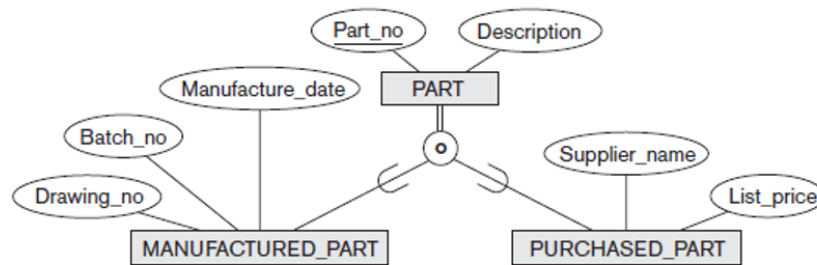 Part_no
Description
Manufacture_date
PART
Batch_no
o
Supplier_name
Drawing_no
List_price
MANUFACTURED_PART
PURCHASED_PART